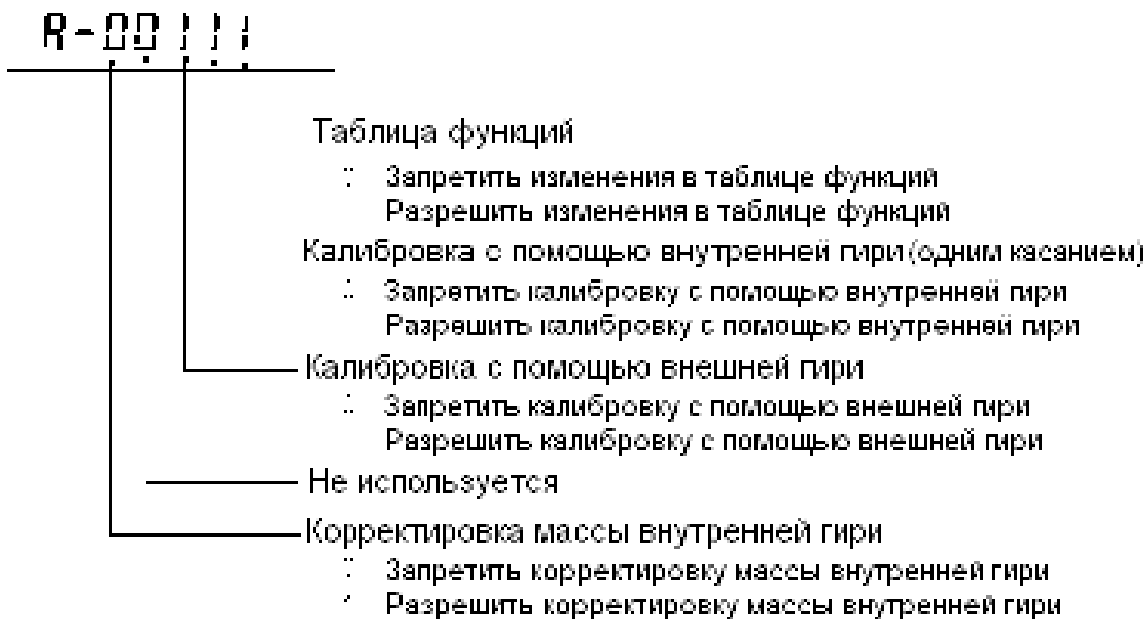 R-00111
Таблица функций
Запретить изменения в таблице функций
Разрешить изменения в таблице функций
Калибровка с помощью внутренней гири (одним касанием)
Запретить калибровку с помощью внутренней гири
Разрешить калибровку с помощью внутренней гири
Калибровка с помощью внешней гири
Запретить калибровку с помощью внешней гири
Разрешить калибровку с помощью внешней гири
Не используется
Корректировка массы внутренней гири
Запретить корректировку массы внутренней гири
Разрешить корректировку массы внутренней гири